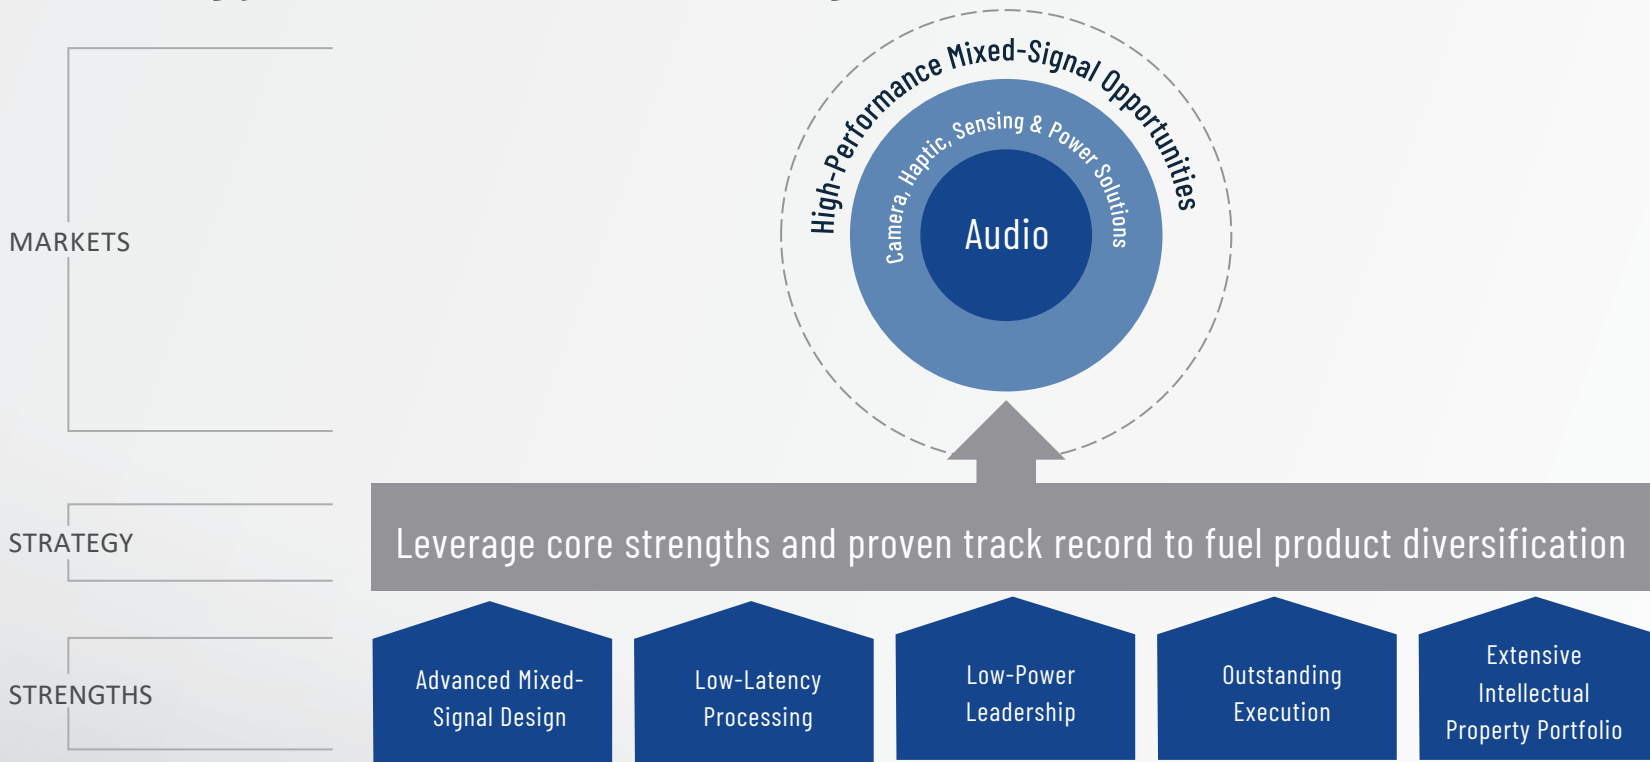 High-Performance Mixed-Signal Opportunities
Camera, Haptic, Sensing & Power Solutions
Audio
MARKETS
STRATEGY
Leverage core strengths and proven track record to fuel product diversification
STRENGTHS
Advanced Mixed-
Signal Design
Low-Latency
Processing
Low-Power
Leadership
Outstanding
Execution
Extensive
Intellectual
Property Portfolio